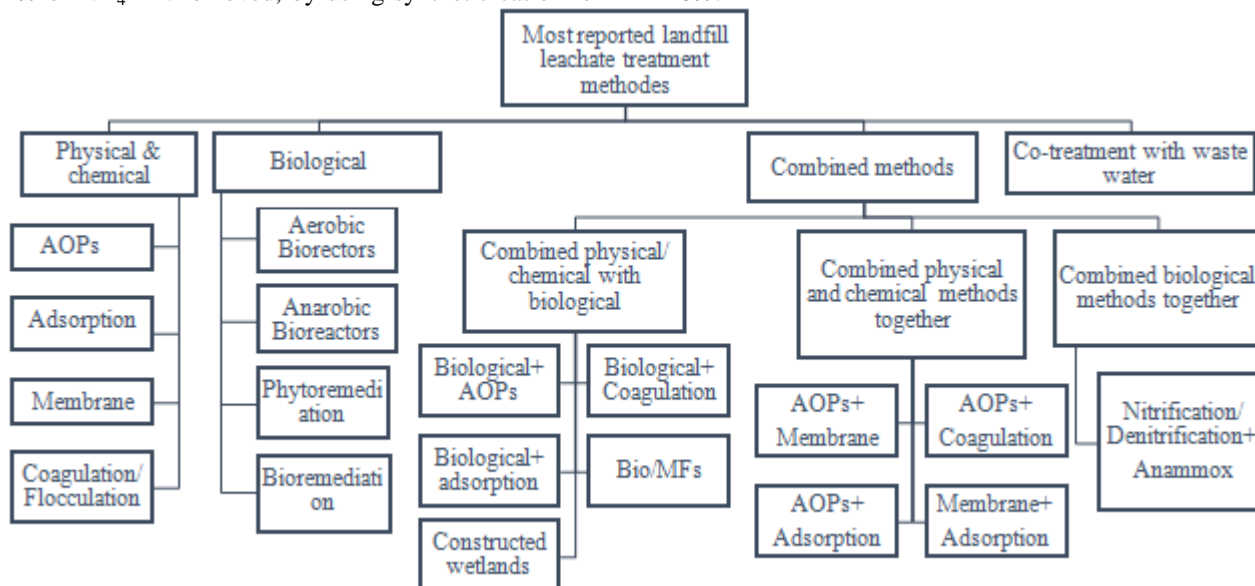 Most reported landfill
leachate treatment
methodes
Physical &
chemical
Biological
Combined methods
Co-treatment with waste
water
AOPs
Adsorption
Membrane
Coagulation/
Flocculation
Aerobic
Biorectors
Anarobic
Bioreactors
Phytoremedi
ation
Bioremediati
on
Combined physical/
chemical with
biological
Biological+
AOPs
Biological+
Coagulation
Biological+
adsorption
Bio/MFs
Constructed
wetlands
Combined physical
and chemical methods
together
AOPs+
Membrane
AOPs+
Coagulation
AOPs+
Adsorption
Membrane+
Adsorption
Combined biological
methods together
Nitrification/
Denitrification+
Anammox